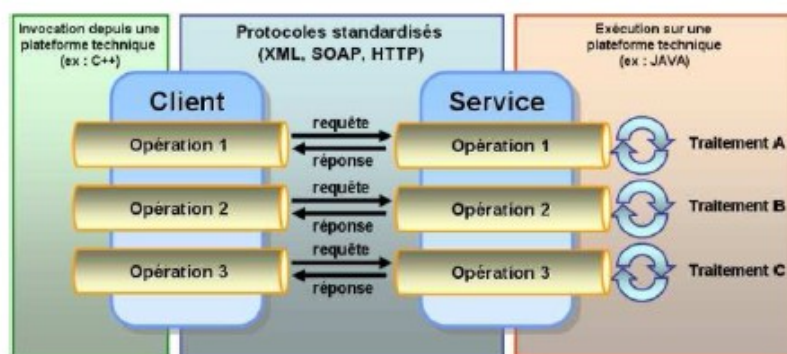 Invocation depuis une
plateforme technique
(ex : C++)
Protocoles standardisés
(XML, SOAP, HTTP)
Exécution sur une
plateforme technique
(ex : JAVA)
Client
Service
Opération 1
requête
réponse
Opération 1
Traitement A
Opération 2
requête
réponse
Opération 2
Traitement B
Opération 3
requête
réponse
Opération 3
Traitement C